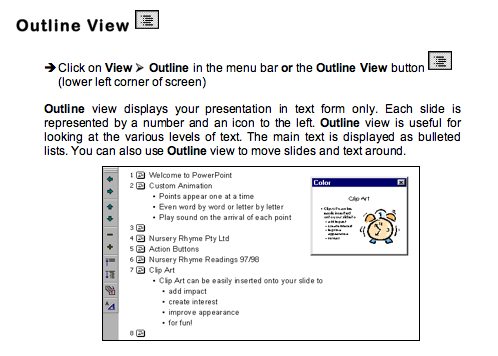 Outline View
➔ Click on View ➢ Outline in the menu bar or the Outline View button
(lower left corner of screen)
Outline view displays your presentation in text form only. Each slide is
represented by a number and an icon to the left. Outline view is useful for
looking at the various levels of text. The main text is displayed as bulleted
lists. You can also use Outline view to move slides and text around.
1 Welcome to PowerPoint
2 Custom Animation
• Points appear one at a time
• Even word by word or letter by letter
• Play sound on the arrival of each point
3
4 Nursery Rhyme Pty Ltd
5 Action Buttons
6 Nursery Rhyme Readings 97/98
7 Clip Art
• Clip Art can be easily inserted onto your slide to
• add impact
• create interest
• improve appearance
• for fun!
8
Color
Clip Art